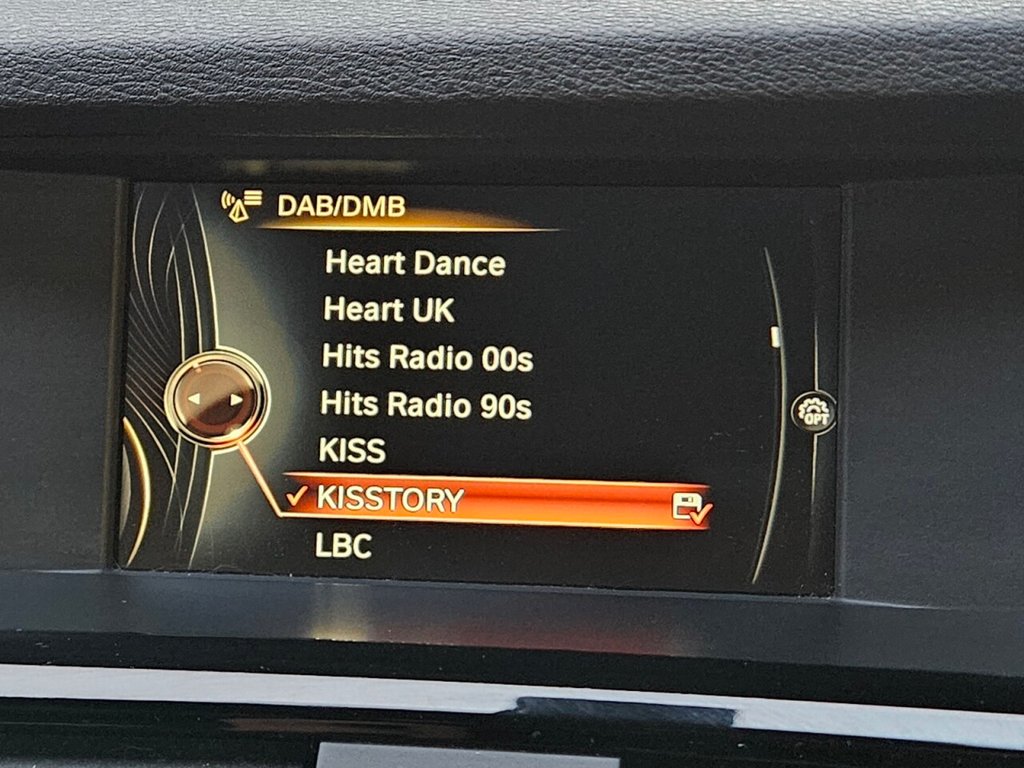 DAB/DMB
Heart Dance
Heart UK
Hits Radio 00s
Hits Radio 90s
OPT
KISS
KISSTORY
LBC